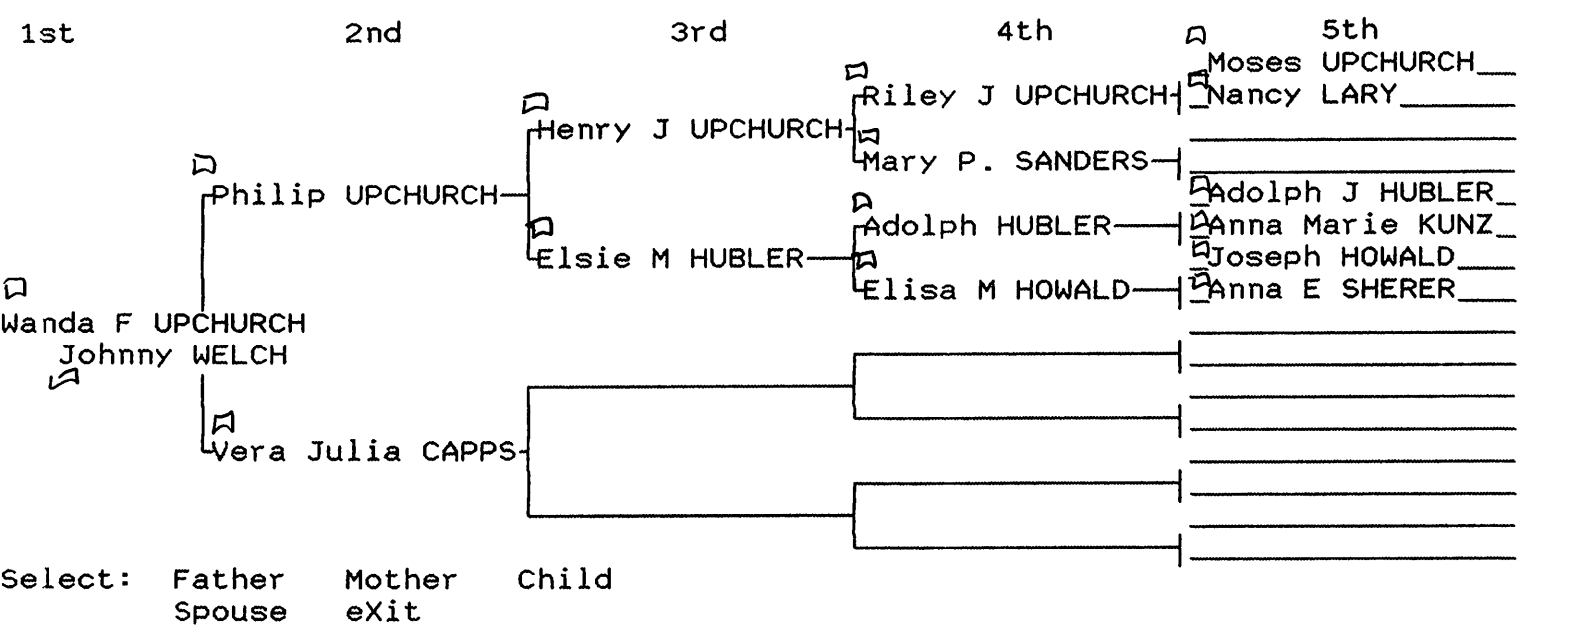 1st 2nd 3rd 4th 5th
Moses UPCHURCH
Riley J UPCHURCH
Nancy LARY
Henry J UPCHURCH
Mary P. SANDERS
Philip UPCHURCH
Adolph J HUBLER
Adolph HUBLER
Anna Marie KUNZ
Elsie M HUBLER
Joseph HOWALD
Elisa M HOWALD
Anna E SHERER
Wanda F UPCHURCH
Johnny WELCH
Vera Julia CAPPS
Select: Father Mother Child
Spouse eXit